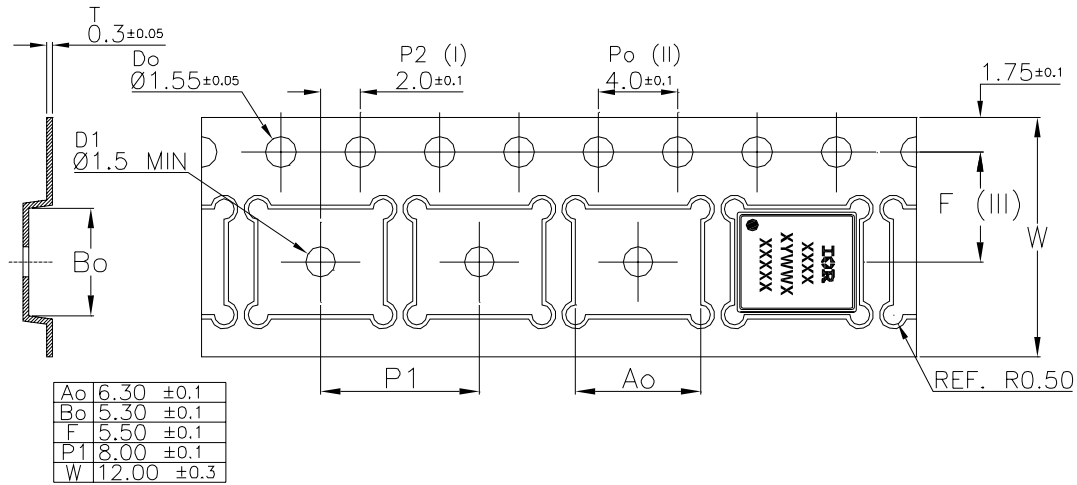 T
0.3±0.05
Do
Ø1.55±0.05
P2 (I)
2.0±0.1
Po (II)
4.0±0.1
1.75±0.1
D1
Ø1.5 MIN
F (III)
W
Bo
IOR
XXXX
XYWWX
XXXXX
P1
Ao
REF. R0.50
Ao 6.30 ±0.1
Bo 5.30 ±0.1
F 5.50 ±0.1
P1 8.00 ±0.1
W 12.00 ±0.3